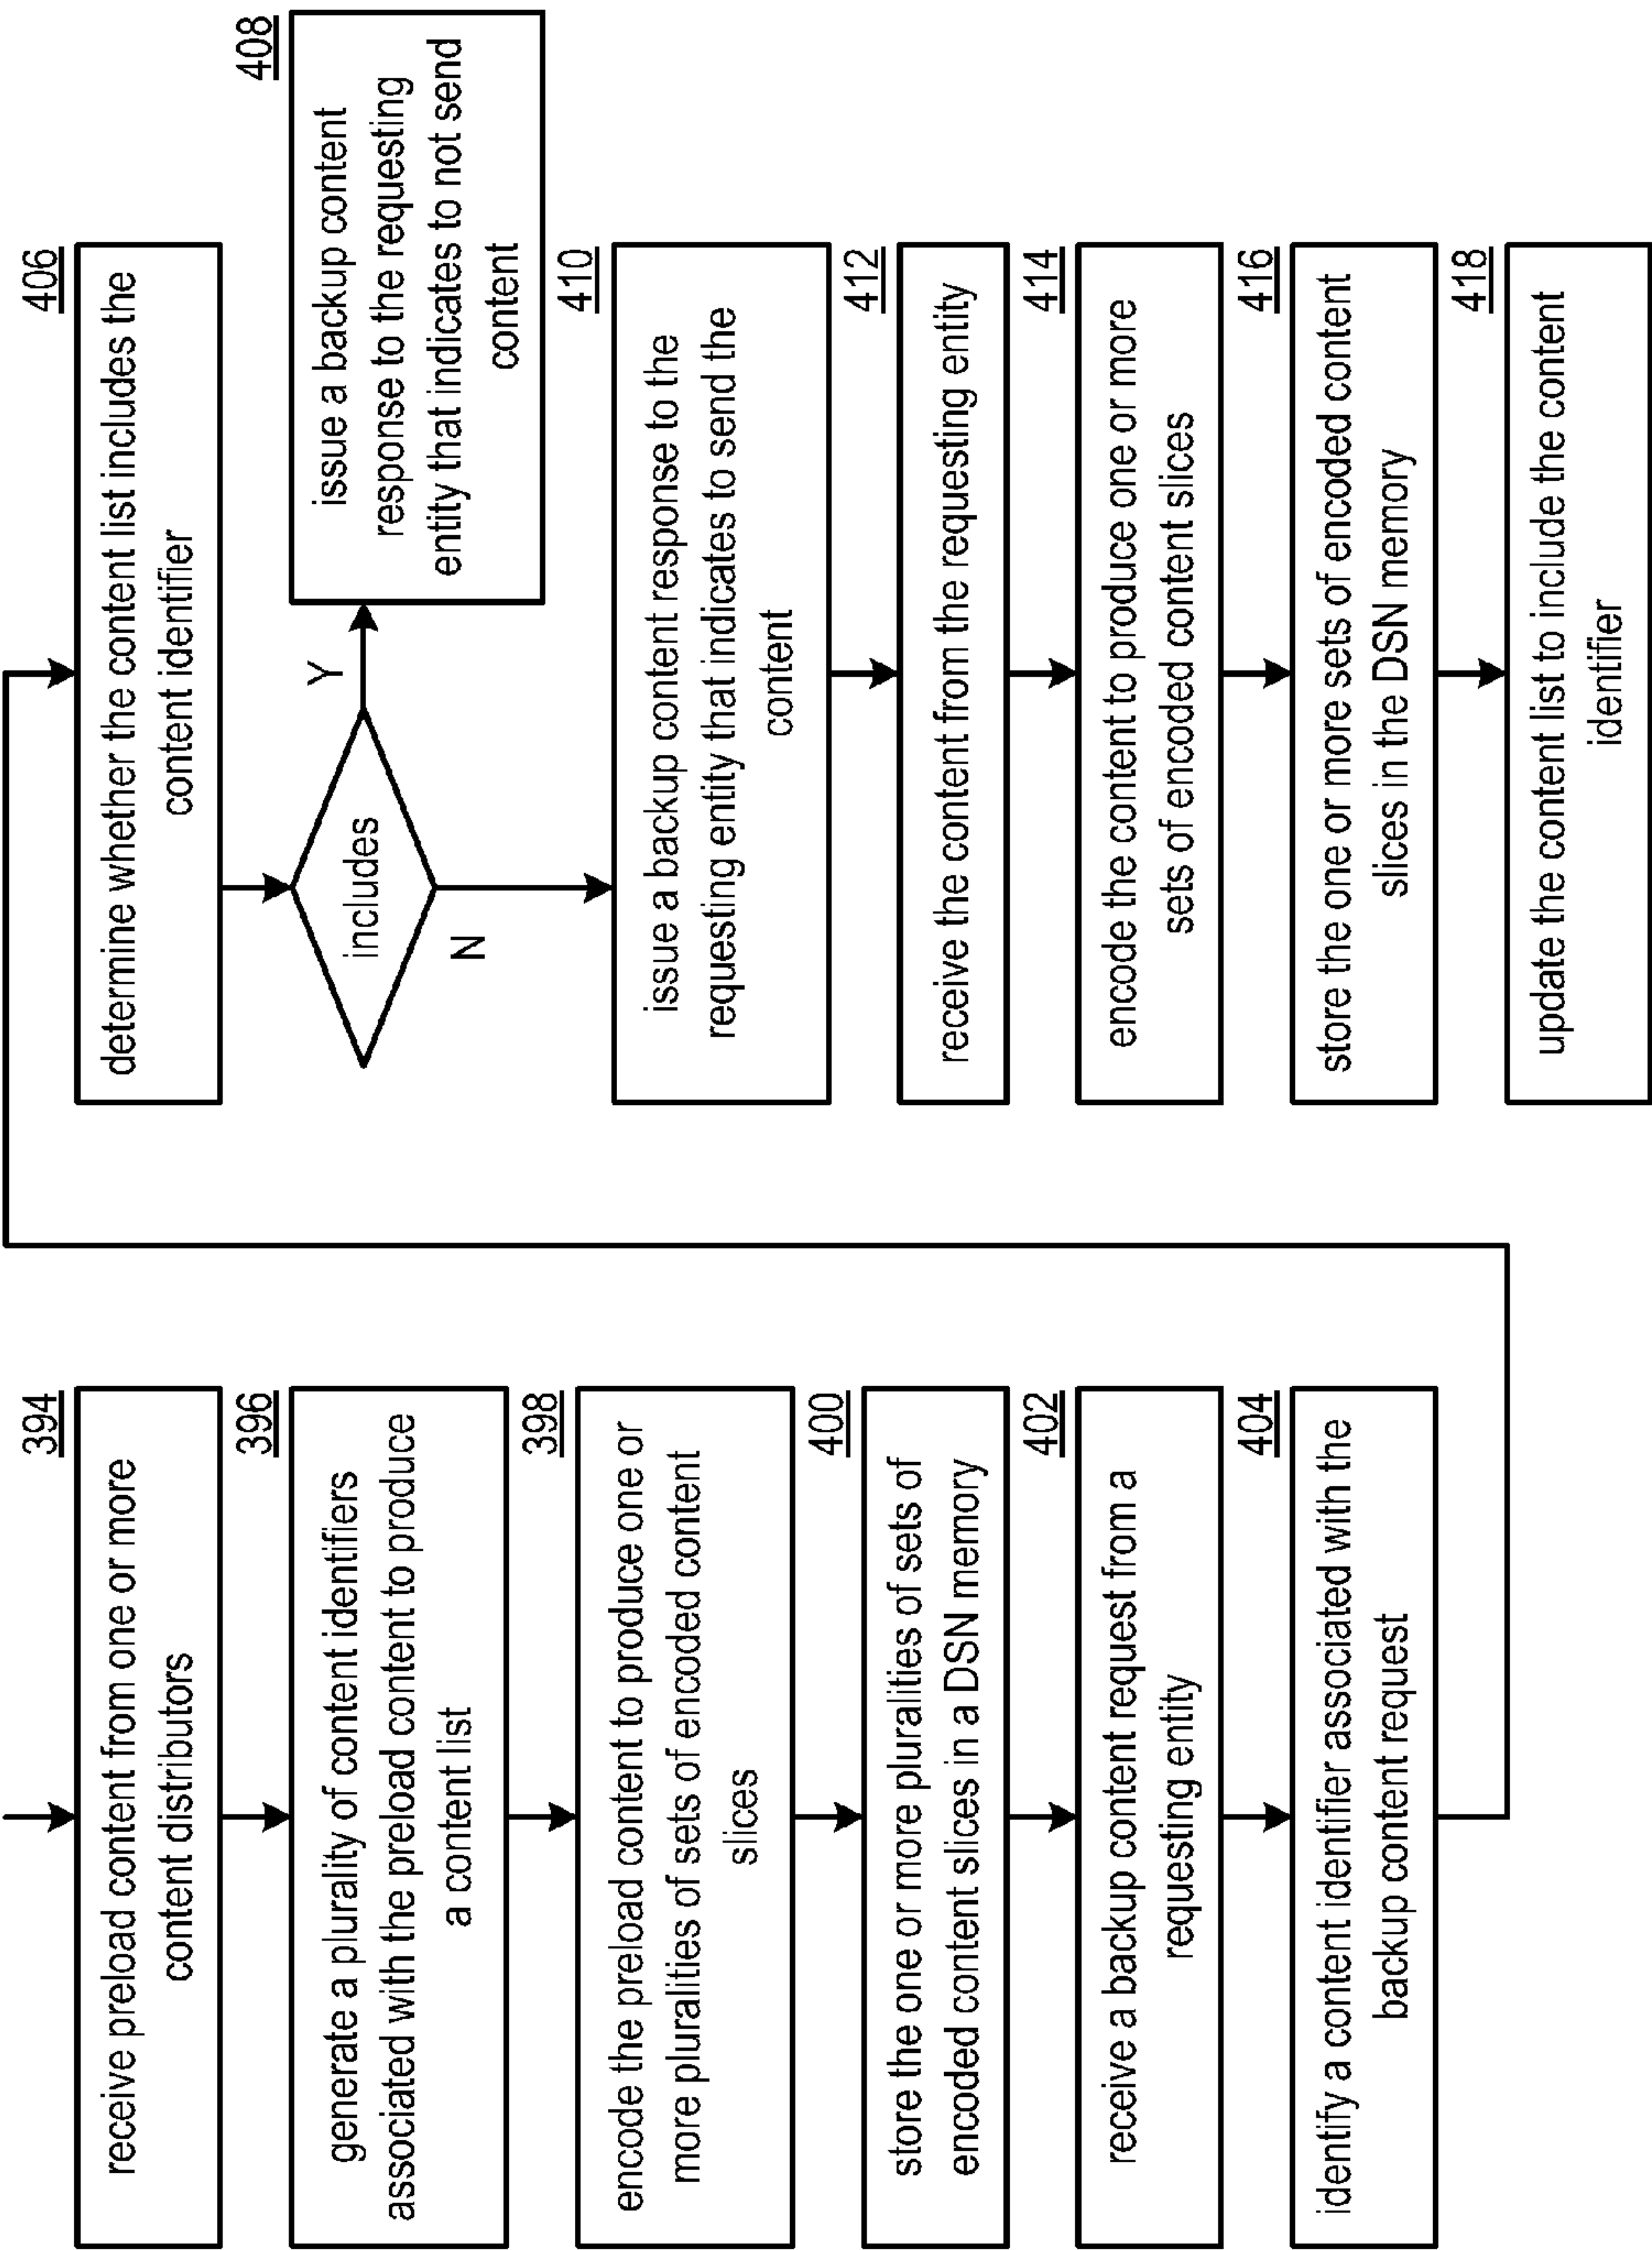 394
receive preload content from one or more
content distributors
396
generate a plurality of content identifiers
associated with the preload content to produce
a content list
398
encode the preload content to produce one or
more pluralities of sets of encoded content
slices
400
store the one or more pluralities of sets of
encoded content slices in a DSN memory
402
receive a backup content request from a
requesting entity
404
identify a content identifier associated with the
backup content request
406
determine whether the content list includes the
content identifier
includes
Y
N
408
issue a backup content
response to the requesting
entity that indicates to not send
content
410
issue a backup content response to the
requesting entity that indicates to send the
content
412
receive the content from the requesting entity
414
encode the content to produce one or more
sets of encoded content slices
416
store the one or more sets of encoded content
slices in the DSN memory
418
update the content list to include the content
identifier